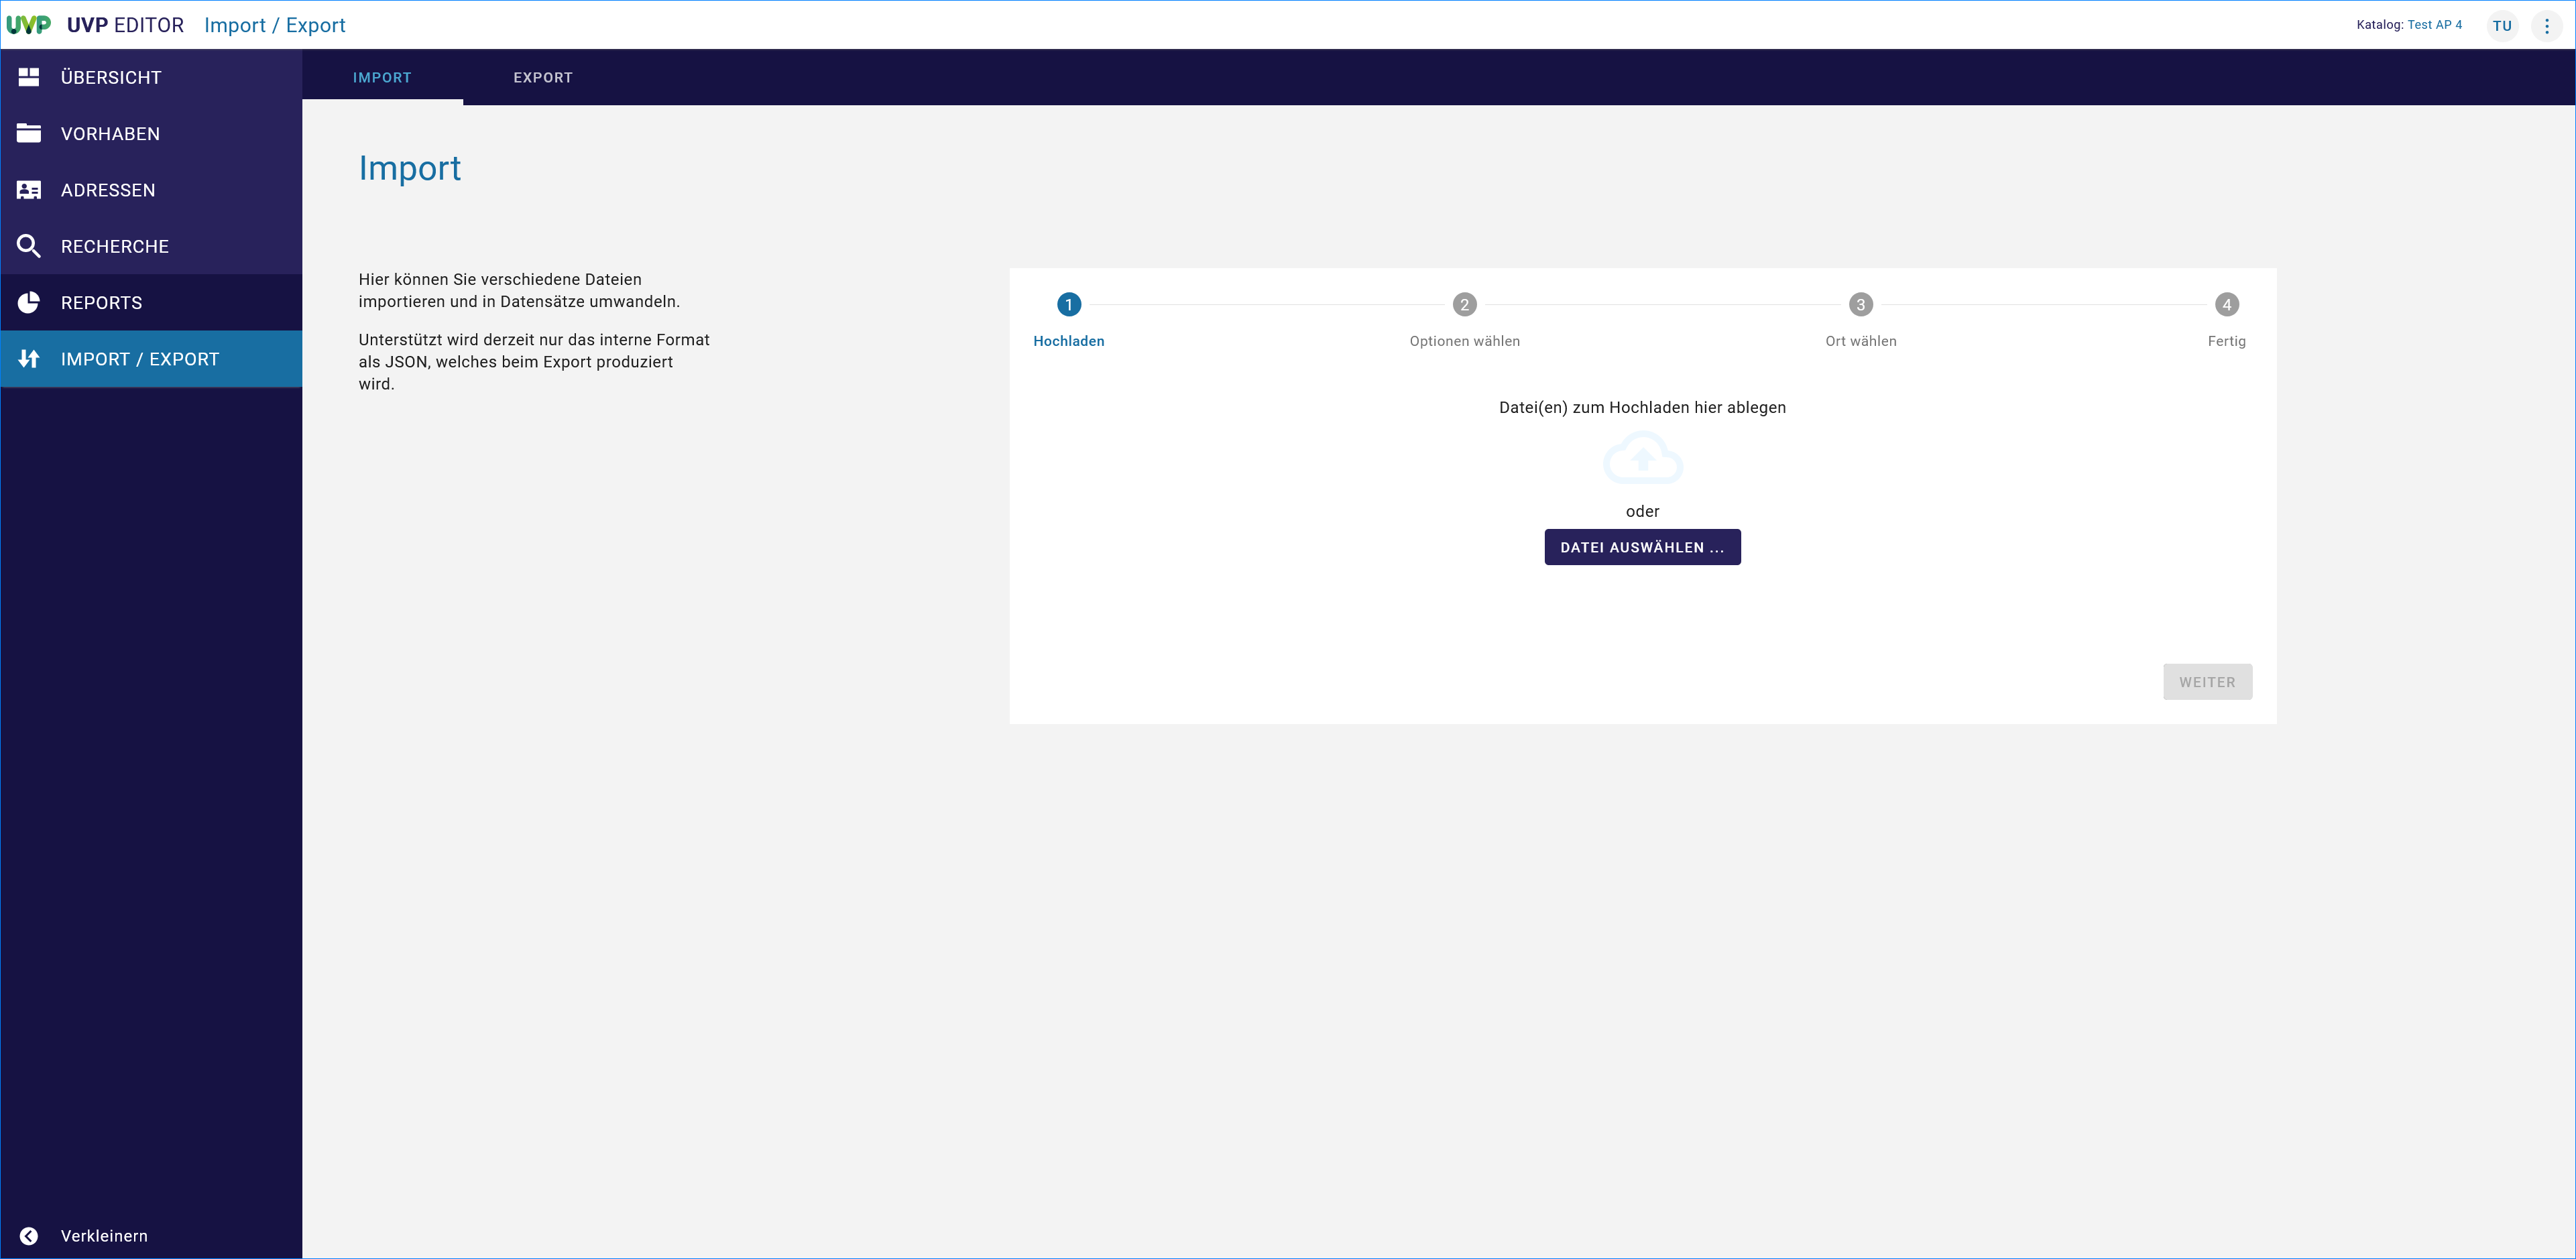 UVP UVP EDITOR Import / Export Katalog: Test AP 4 TU
ÜBERSICHT
VORHABEN
ADRESSEN
RECHERCHE
REPORTS
IMPORT / EXPORT
Verkleinern
IMPORT EXPORT
Import
Hier können Sie verschiedene Dateien
importieren und in Datensätze umwandeln.
Unterstützt wird derzeit nur das interne Format
als JSON, welches beim Export produziert
wird.
1 2 3 4
Hochladen Optionen wählen Ort wählen Fertig
Datei(en) zum Hochladen hier ablegen
oder
DATEI AUSWÄHLEN ...
WEITER